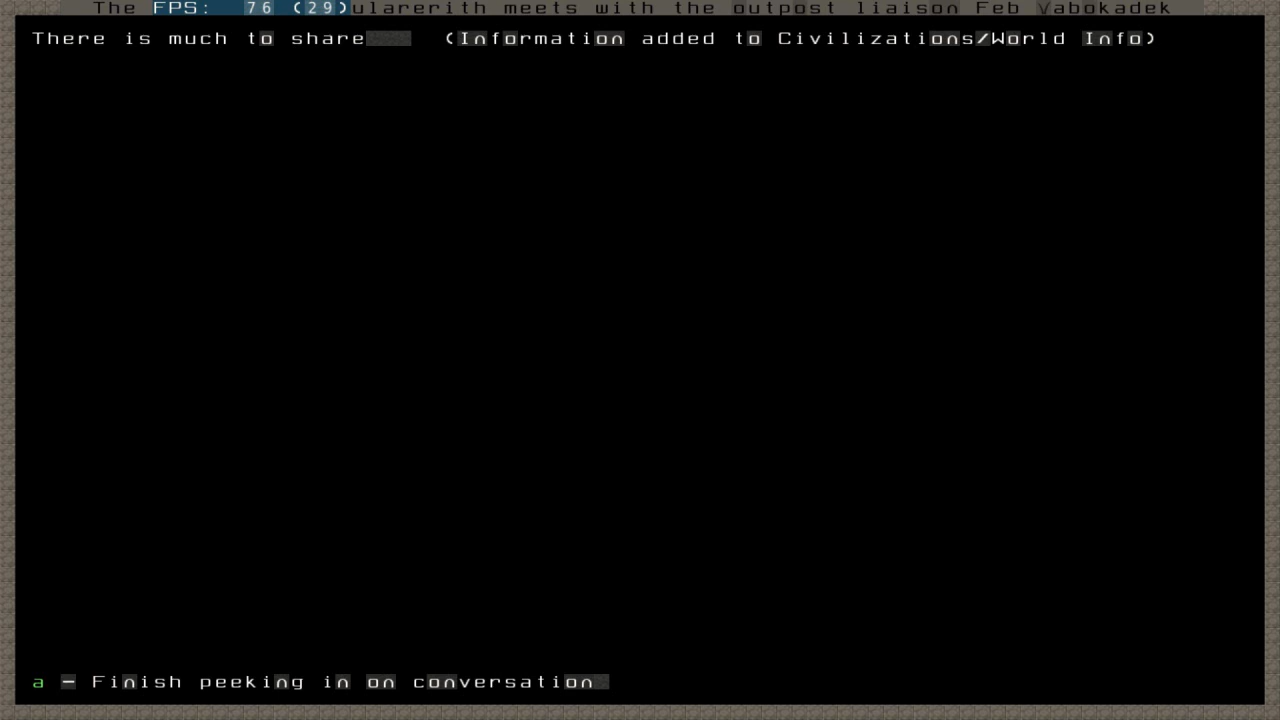 The FPS: 76 (29)ularerith meets with the outpost liaison Feb Vabokadek
There is much to share (Information added to Civilizations/World Info)
a - Finish peeking in on conversation